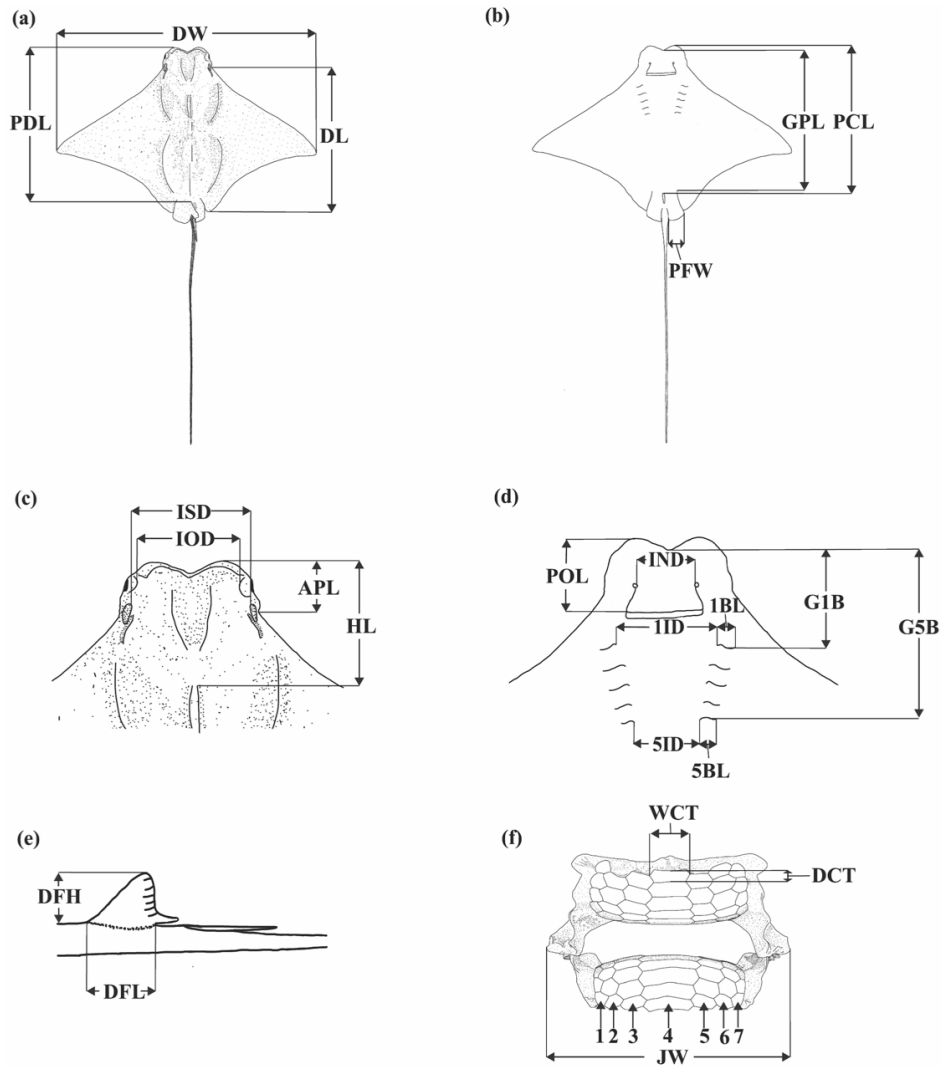 (a)
DW
PDL
DL
(b)
GPL
PCL
PFW
(c)
ISD
IOD
APL
HL
(d)
POL
IND
1BL
1ID
G1B
G5B
5ID
5BL
(e)
DFH
DFL
(f)
WCT
DCT
1 2 3 4 5 6 7
JW